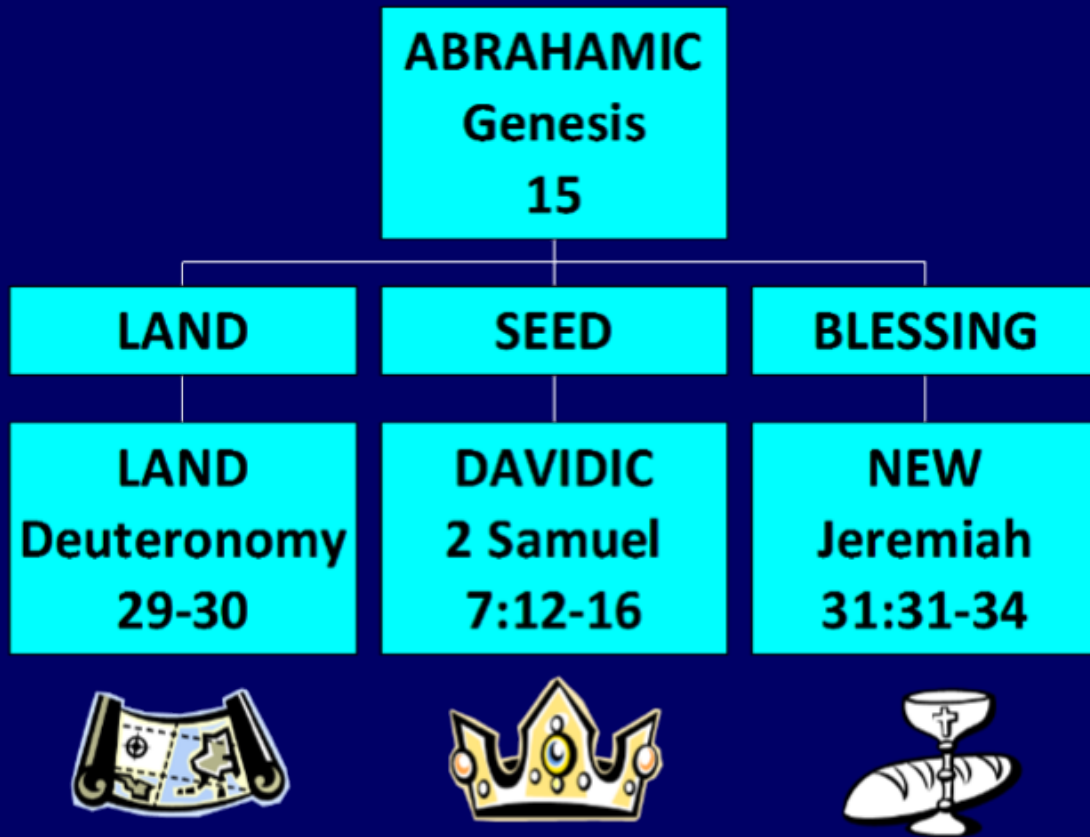 ABRAHAMIC
Genesis
15
LAND
SEED
BLESSING
LAND
Deuteronomy
29-30
DAVIDIC
2 Samuel
7:12-16
NEW
Jeremiah
31:31-34